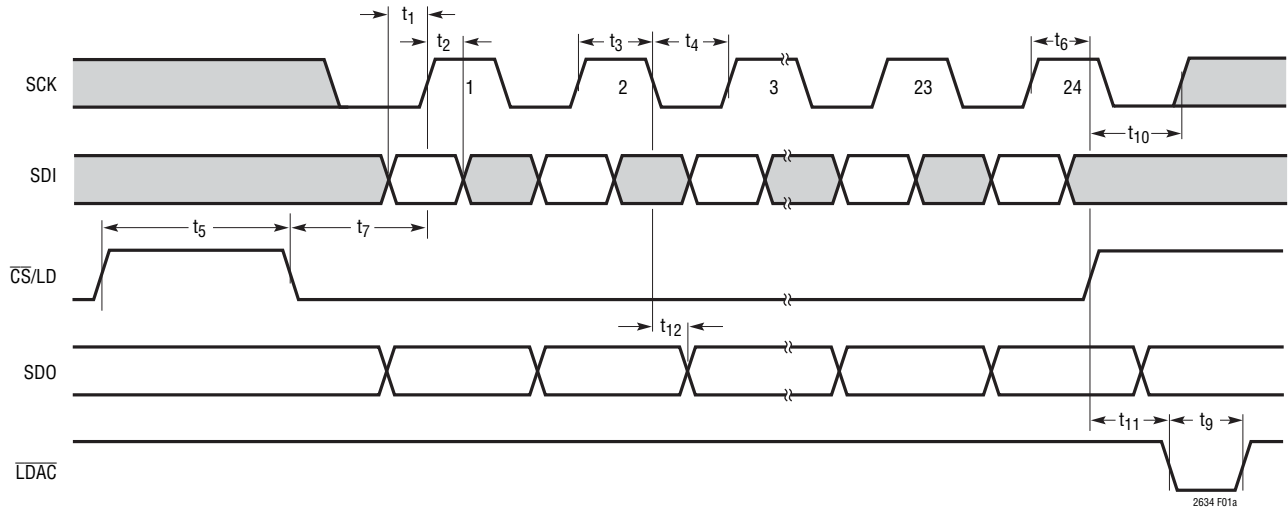 t1
t2
t3
t4
t6
SCK
1
2
3
23
24
t10
SDI
t5
t7
CS/LD
t12
SDO
t11
t9
LDAC
2634 F01a